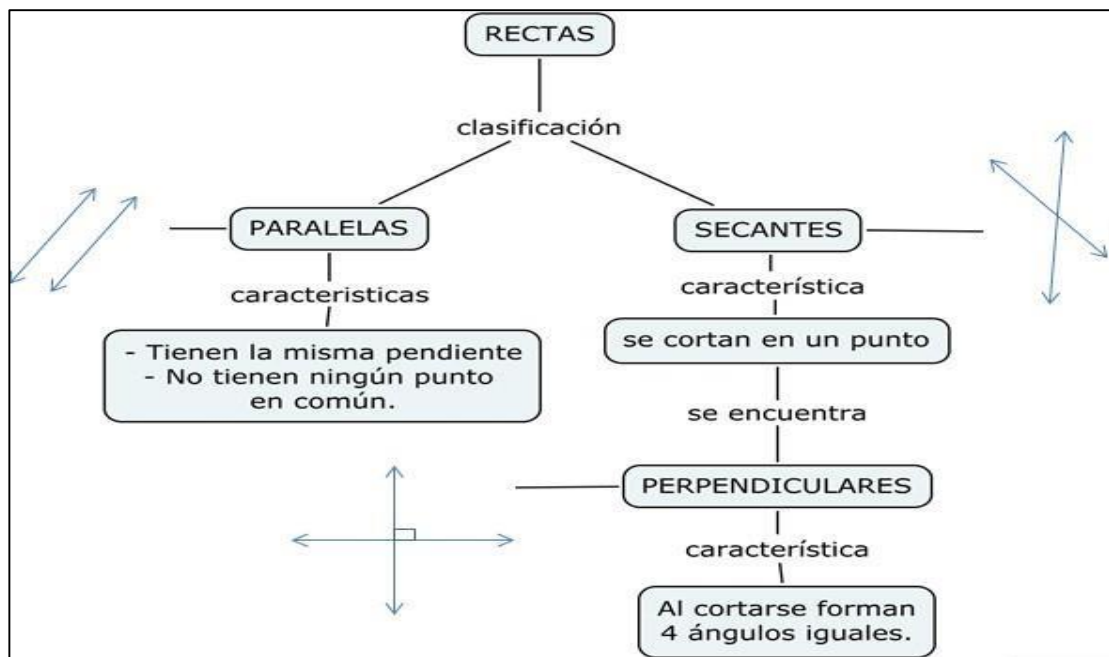 RECTAS
clasificación
PARALELAS
SECANTES
caracteristicas
característica
- Tienen la misma pendiente
- No tienen ningún punto
en común.
se cortan en un punto
se encuentra
PERPENDICULARES
característica
Al cortarse forman
4 ángulos iguales.